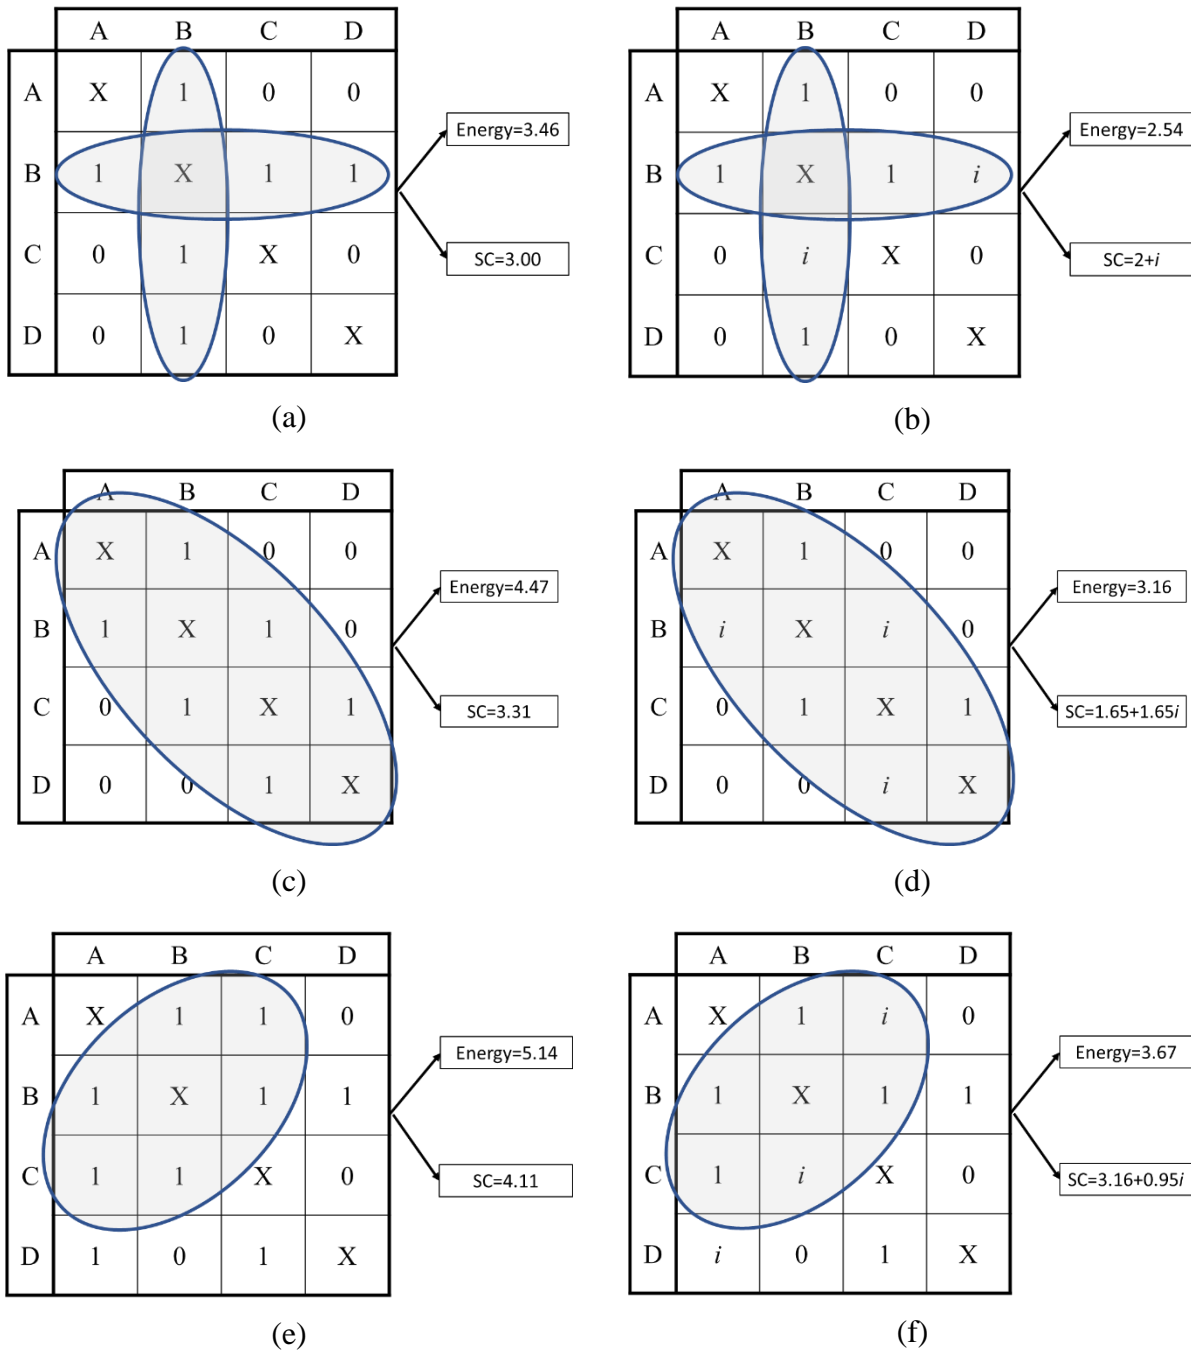 A B C D
A X 1 0 0
B 1 X 1 1
C 0 1 X 0
D 0 1 0 X
Energy=3.46
SC=3.00
(a)
A B C D
A X 1 0 0
B 1 X 1 i
C 0 i X 0
D 0 1 0 X
Energy=2.54
SC=2+i
(b)
A B C D
A X 1 0 0
B 1 X 1 0
C 0 1 X 1
D 0 0 1 X
Energy=4.47
SC=3.31
(c)
A B C D
A X 1 0 0
B i X i 0
C 0 1 X 1
D 0 0 i X
Energy=3.16
SC=1.65+1.65i
(d)
A B C D
A X 1 1 0
B 1 X 1 1
C 1 1 X 0
D 1 0 1 X
Energy=5.14
SC=4.11
(e)
A B C D
A X 1 i 0
B 1 X 1 1
C 1 i X 0
D i 0 1 X
Energy=3.67
SC=3.16+0.95i
(f)